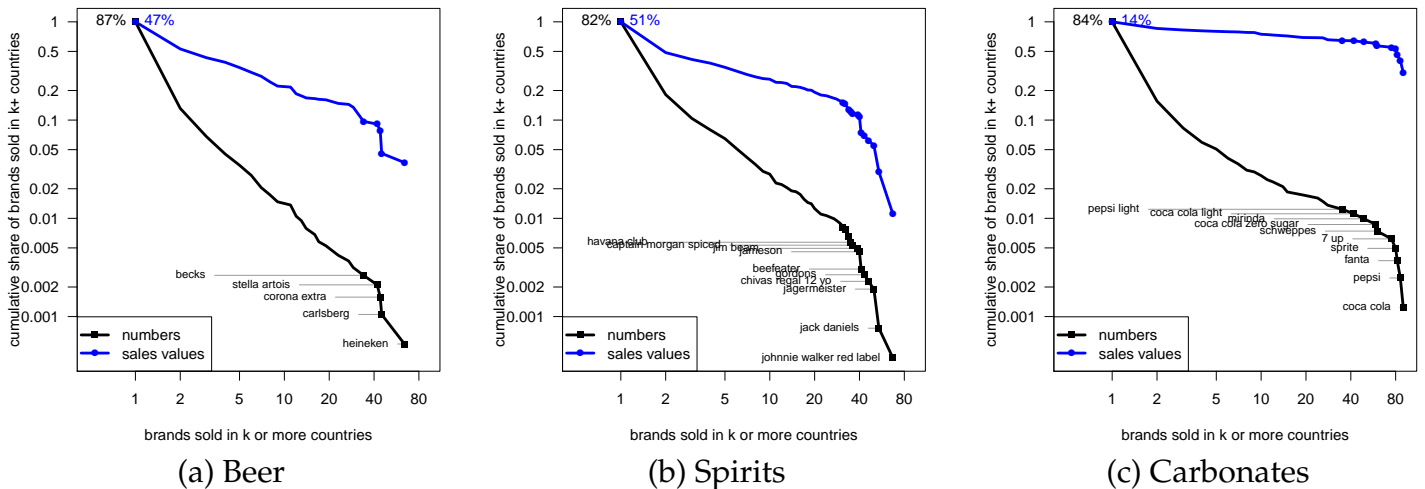 87% 47%
1
0.5
0.2
0.1
0.05
0.02
0.01
0.005
0.002
0.001
cumulative share of brands sold in k+ countries
becks
stella artois
corona extra
carlsberg
heineken
numbers
sales values
1 2 5 10 20 40 80
brands sold in k or more countries
(a) Beer
82% 51%
1
0.5
0.2
0.1
0.05
0.02
0.01
0.005
0.002
0.001
cumulative share of brands sold in k+ countries
havana club
captain morgan spiced
jim beam
jameson
beefeater
gordons
chivas regal 12 yo
jagermeister
jack daniels
johnnie walker red label
numbers
sales values
1 2 5 10 20 40 80
brands sold in k or more countries
(b) Spirits
84% 14%
1
0.5
0.2
0.1
0.05
0.02
0.01
0.005
0.002
0.001
cumulative share of brands sold in k+ countries
pepsi light
coca cola light
mirinda
coca cola zero sugar
schweppes
7 up
sprite
fanta
pepsi
coca cola
numbers
sales values
1 2 5 10 20 40 80
brands sold in k or more countries
(c) Carbonates